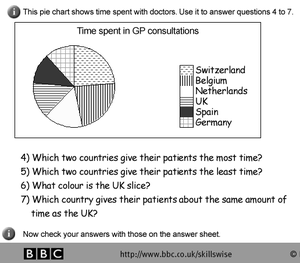 i This pie chart shows time spent with doctors. Use it to answer questions 4 to 7.
Time spent in GP consultations
Switzerland
Belgium
Netherlands
UK
Spain
Germany
4) Which two countries give their patients the most time?
5) Which two countries give their patients the least time?
6) What colour is the UK slice?
7) Which country gives their patients about the same amount of
time as the UK?
i Now check your answers with those on the answer sheet.
BBC http://www.bbc.co.uk/skillswise ©